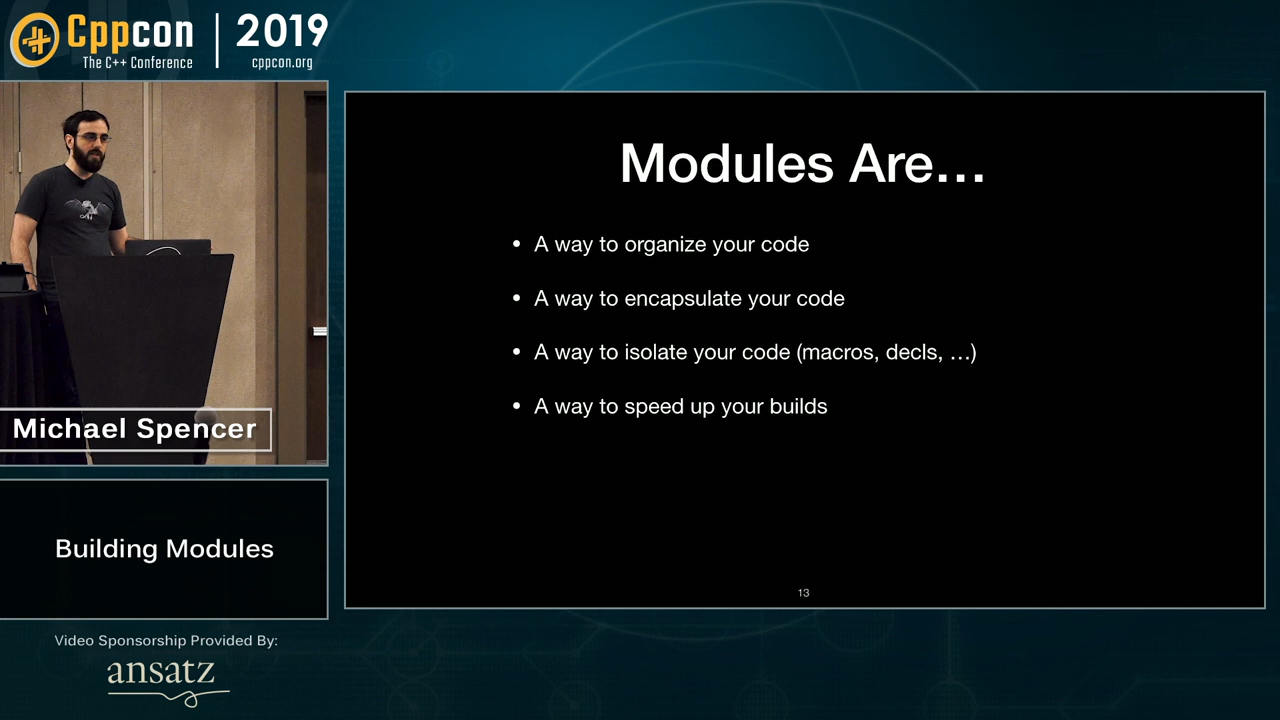 Cppcon
The C++ Conference
2019
cppcon.org
Modules Are…
• A way to organize your code
• A way to encapsulate your code
• A way to isolate your code (macros, decls, …)
• A way to speed up your builds
13
Michael Spencer
Building Modules
Video Sponsorship Provided By:
ansatz